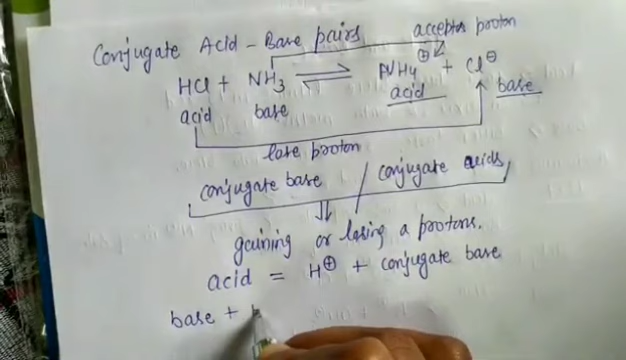 Conjugate Acid - Base pairs
accepts proton
HCl + NH3 ⇌ NH4⊕ + Cl⊖
acid base acid base
lose proton
conjugate base / conjugate acids
gaining or losing a protons.
acid = H⊕ + conjugate base
base +